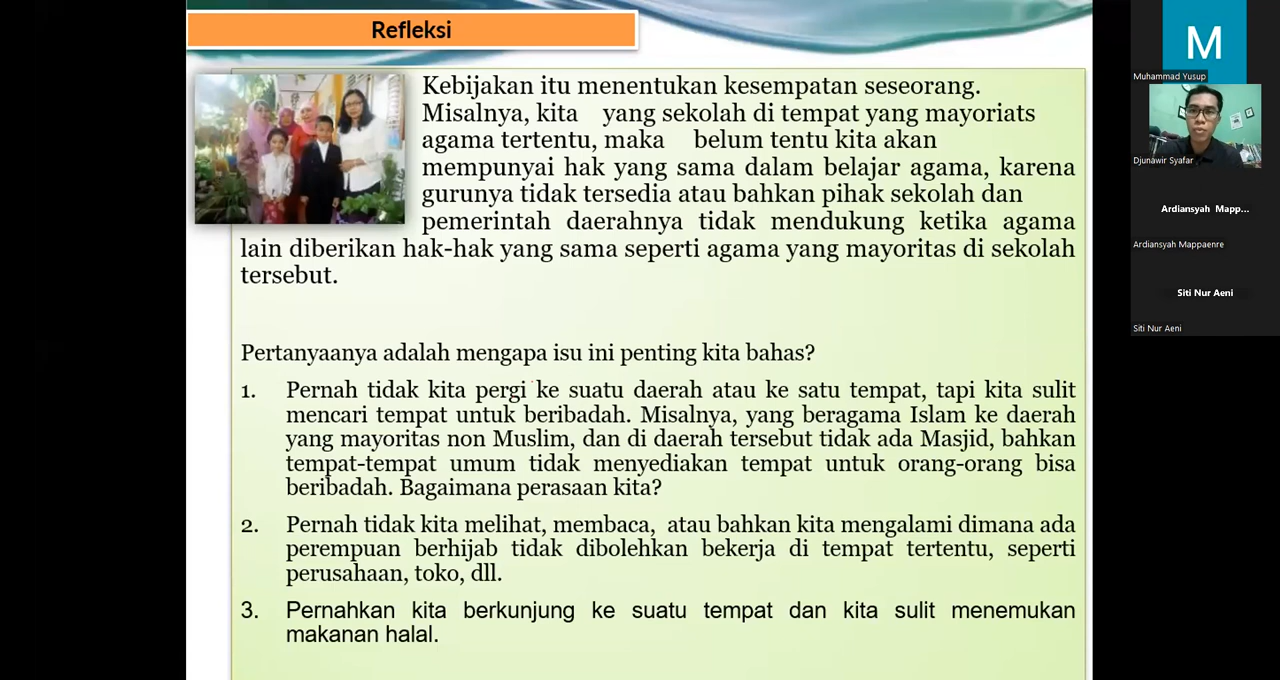 Refleksi
Kebijakan itu menentukan kesempatan seseorang.
Misalnya, kita yang sekolah di tempat yang mayoriats
agama tertentu, maka belum tentu kita akan
mempunyai hak yang sama dalam belajar agama, karena
gurunya tidak tersedia atau bahkan pihak sekolah dan
pemerintah daerahnya tidak mendukung ketika agama
lain diberikan hak-hak yang sama seperti agama yang mayoritas di sekolah
tersebut.
Pertanyaanya adalah mengapa isu ini penting kita bahas?
1. Pernah tidak kita pergi ke suatu daerah atau ke satu tempat, tapi kita sulit
mencari tempat untuk beribadah. Misalnya, yang beragama Islam ke daerah
yang mayoritas non Muslim, dan di daerah tersebut tidak ada Masjid, bahkan
tempat-tempat umum tidak menyediakan tempat untuk orang-orang bisa
beribadah. Bagaimana perasaan kita?
2. Pernah tidak kita melihat, membaca, atau bahkan kita mengalami dimana ada
perempuan berhijab tidak dibolehkan bekerja di tempat tertentu, seperti
perusahaan, toko, dll.
3. Pernahkan kita berkunjung ke suatu tempat dan kita sulit menemukan
makanan halal.
M
Muhammad Yusup
Djunawir Syafar
Ardiansyah Mapp...
Ardiansyah Mappaenre
Siti Nur Aeni
Siti Nur Aeni